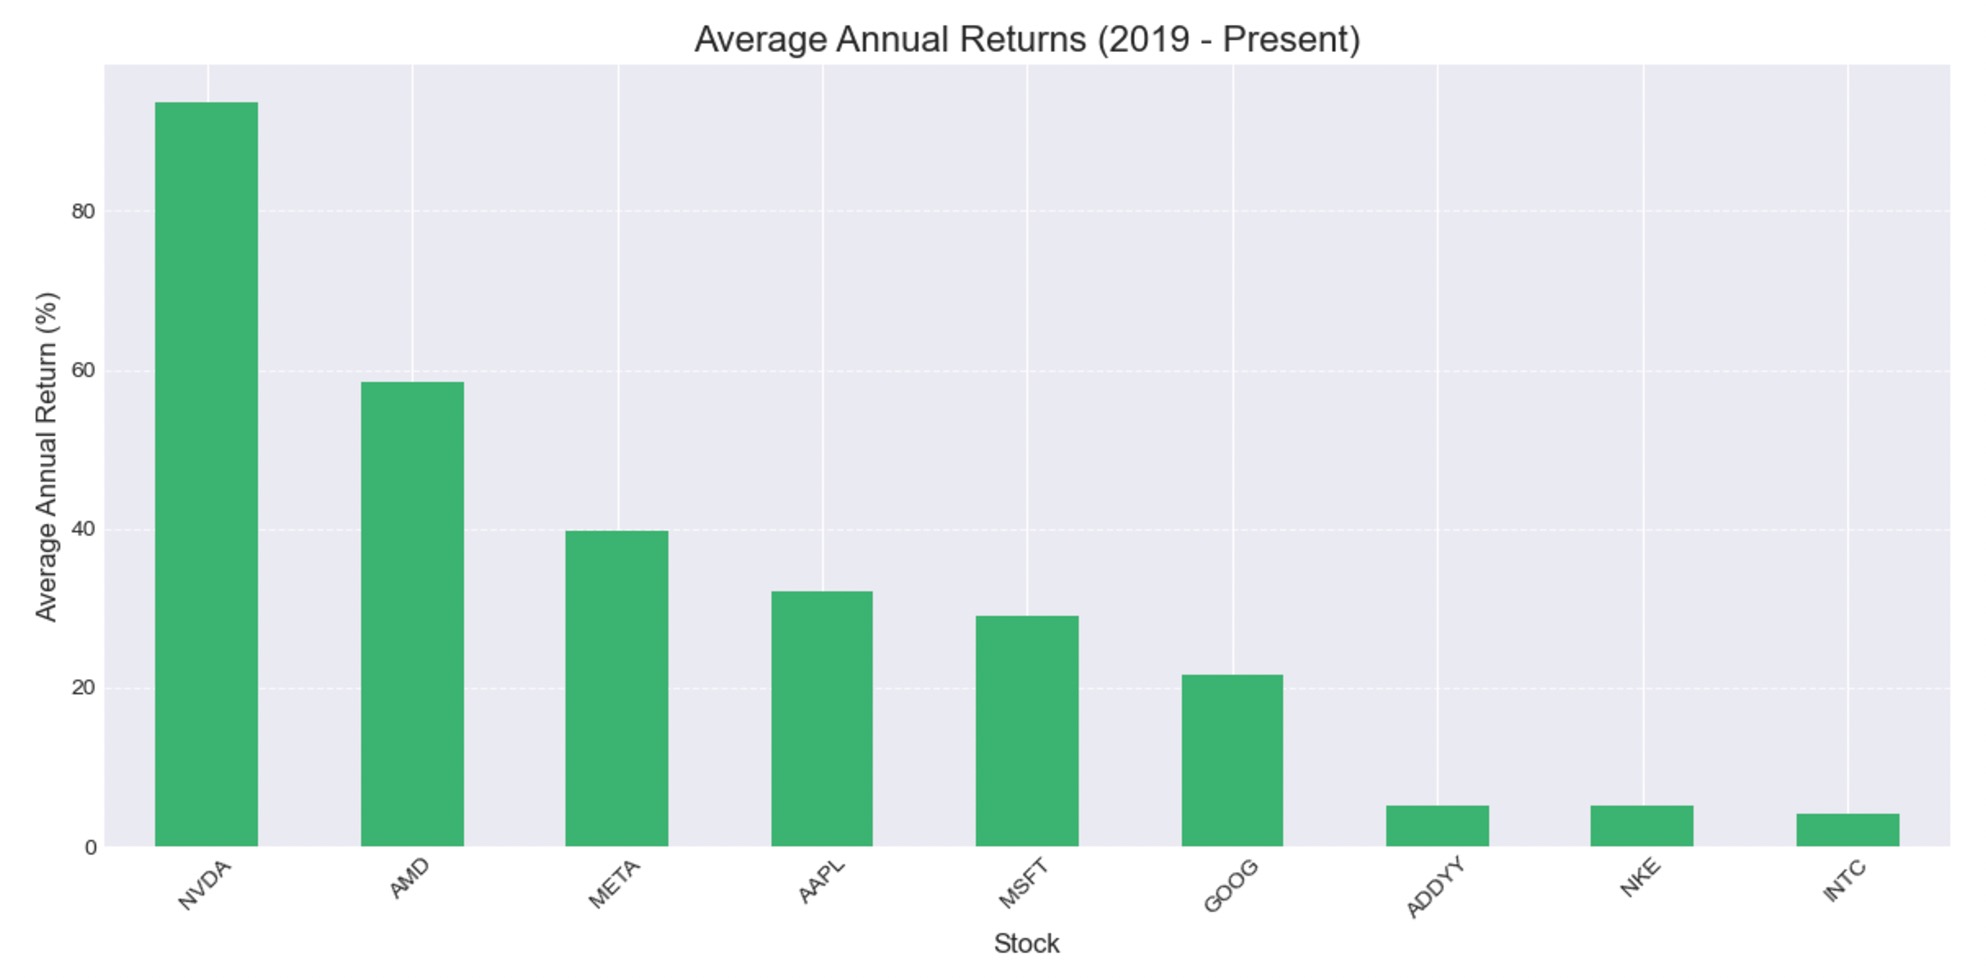 Average Annual Returns (2019 - Present)
Average Annual Return (%)
80
60
40
20
0
NVDA
AMD
META
AAPL
MSFT
GOOG
ADDYY
NKE
INTC
Stock